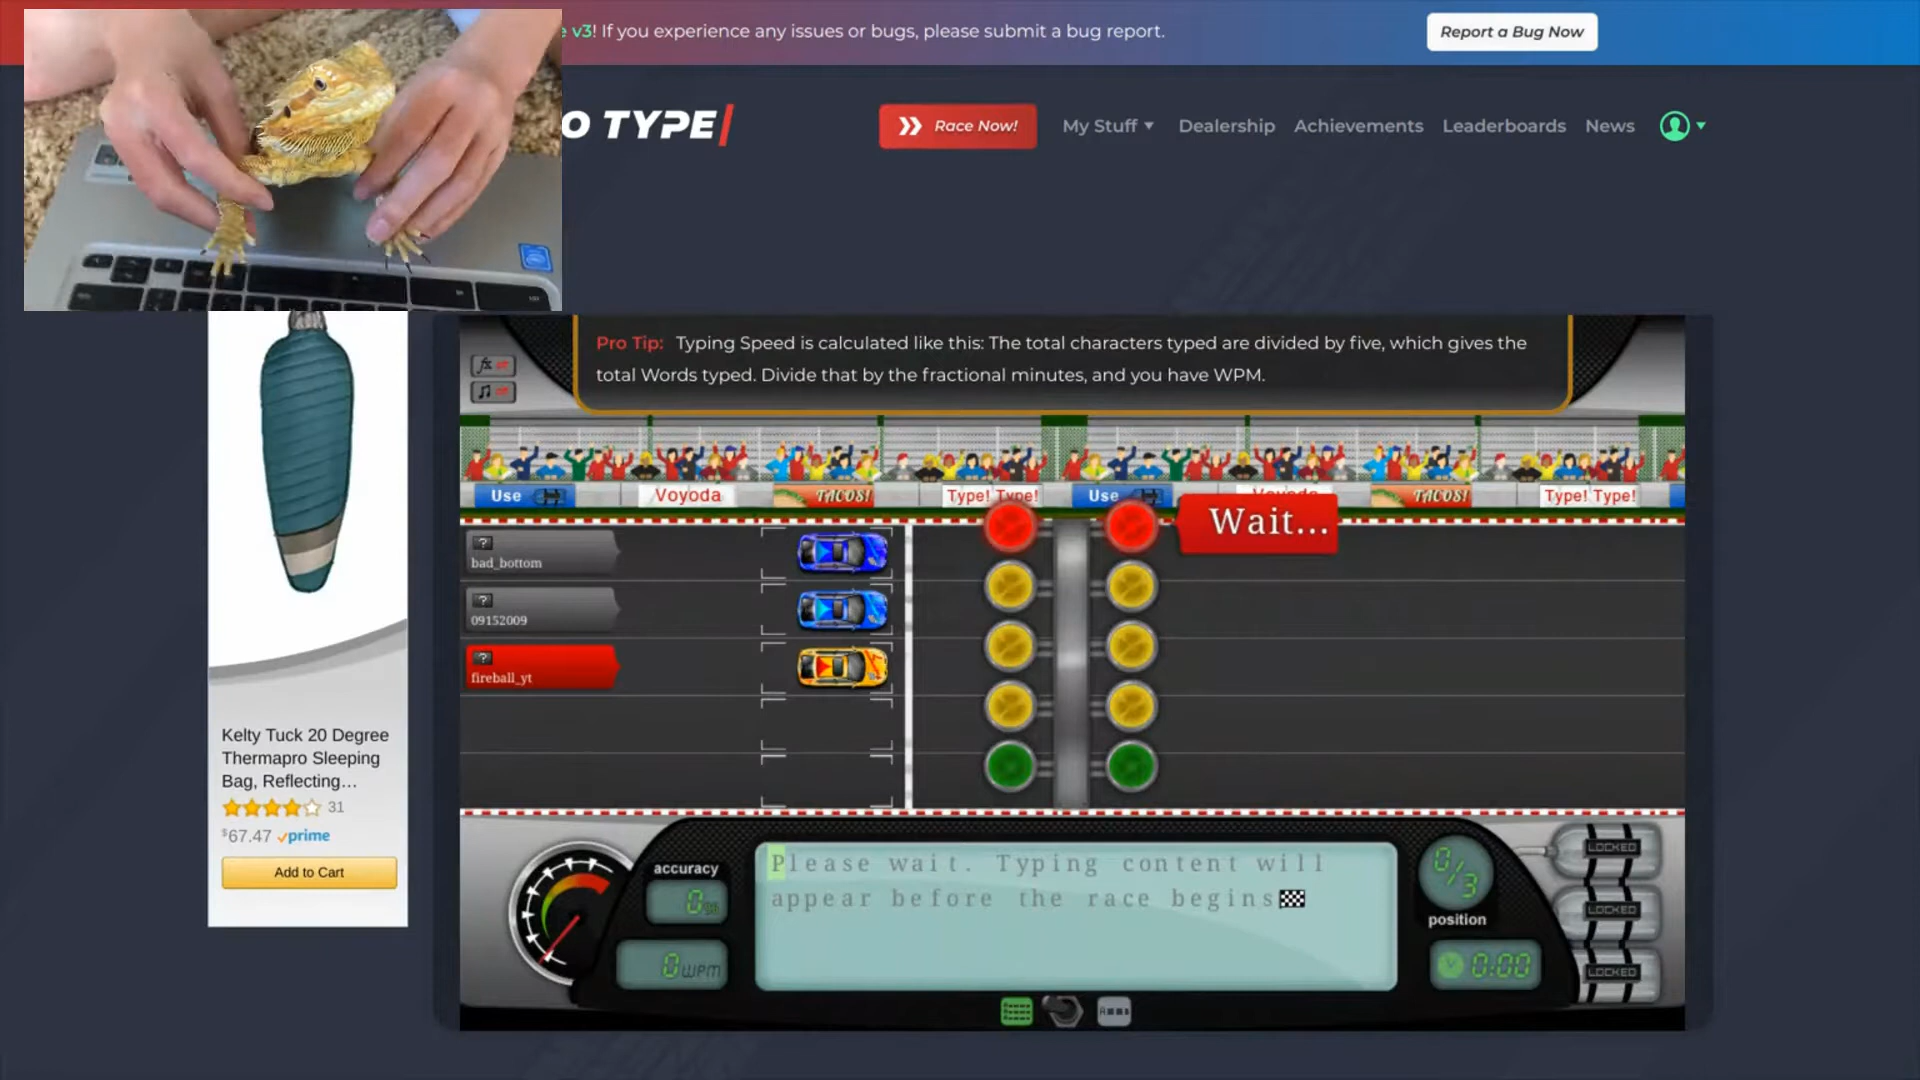 e v3! If you experience any issues or bugs, please submit a bug report.
Report a Bug Now
O TYPE
Race Now!
My Stuff
Dealership
Achievements
Leaderboards
News
Pro Tip: Typing Speed is calculated like this: The total characters typed are divided by five, which gives the
total Words typed. Divide that by the fractional minutes, and you have WPM.
fx off
off
Use
Voyoda
TACOS!
Type! Type!
Use
Voyoda
TACOS!
Type! Type!
Wait...
?
bad_bottom
?
09152009
?
fireball_yt
Kelty Tuck 20 Degree
Thermapro Sleeping
Bag, Reflecting...
31
$67.47 prime
Add to Cart
accuracy
0%
0WPM
Please wait. Typing content will
appear before the race begins
0/3
position
0:00
LOCKED
LOCKED
LOCKED